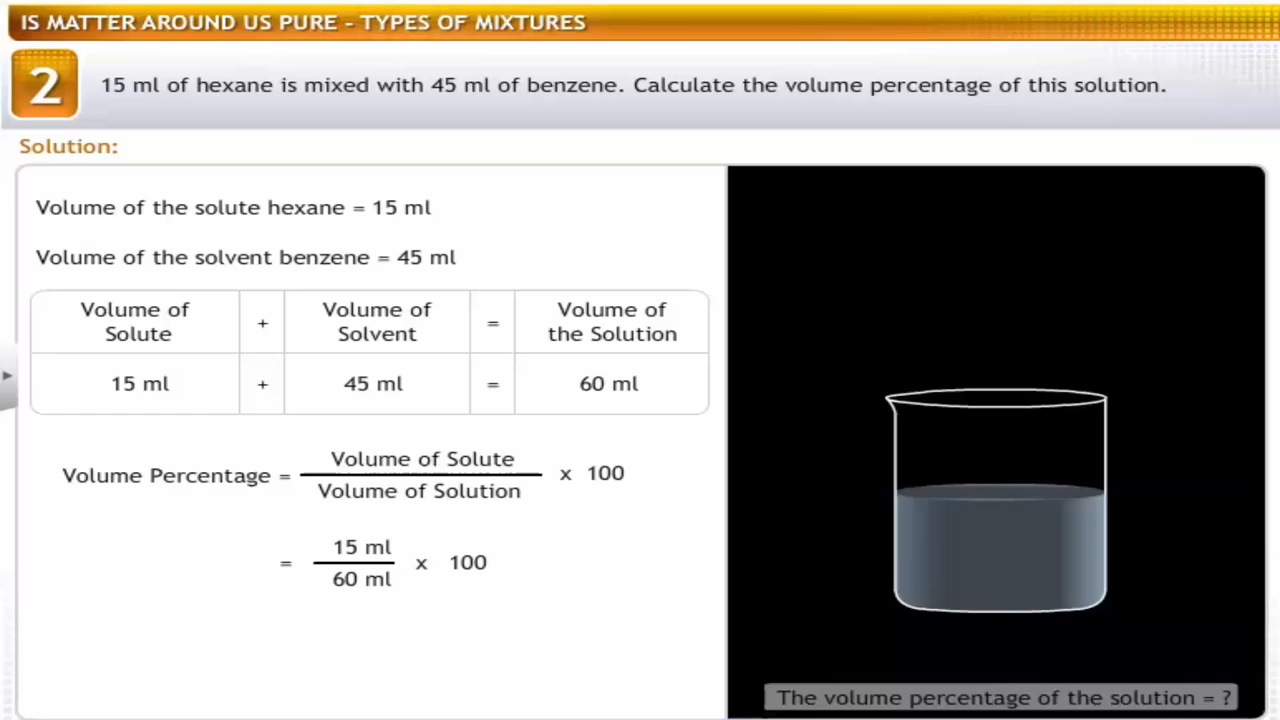 IS MATTER AROUND US PURE - TYPES OF MIXTURES
2
15 ml of hexane is mixed with 45 ml of benzene. Calculate the volume percentage of this solution.
Solution:
Volume of the solute hexane = 15 ml
Volume of the solvent benzene = 45 ml
Volume of Solute + Volume of Solvent = Volume of the Solution
15 ml + 45 ml = 60 ml
Volume Percentage = Volume of Solute / Volume of Solution x 100
= 15 ml / 60 ml x 100
The volume percentage of the solution = ?